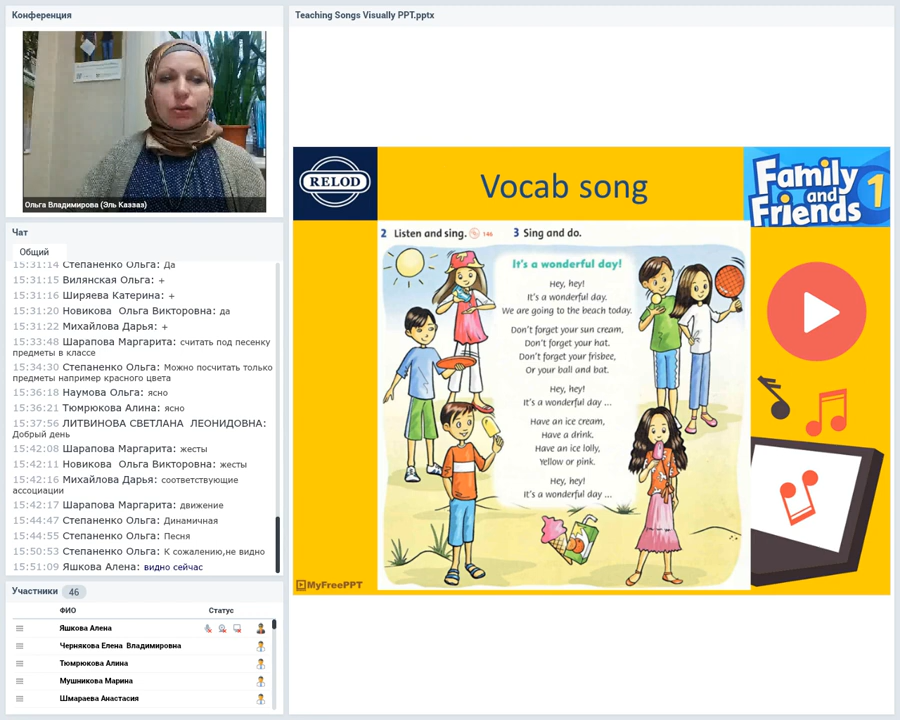 Конференция
Ольга Владимирова (Эль Каззаз)
Чат
Общий
15:31:14 Степаненко Ольга: Да
15:31:15 Вилянская Ольга: +
15:31:16 Ширяева Катерина: +
15:31:20 Новикова Ольга Викторовна: да
15:31:22 Михайлова Дарья: +
15:33:48 Шарапова Маргарита: считать под песенку
предметы в классе
15:34:30 Степаненко Ольга: Можно посчитать только
предметы например красного цвета
15:36:18 Наумова Ольга: ясно
15:36:21 Тюмрюкова Алина: ясно
15:37:56 ЛИТВИНОВА СВЕТЛАНА ЛЕОНИДОВНА:
Добрый день
15:42:08 Шарапова Маргарита: жесты
15:42:11 Новикова Ольга Викторовна: жесты
15:42:16 Михайлова Дарья: соответствующие
ассоциации
15:42:17 Шарапова Маргарита: движение
15:44:47 Степаненко Ольга: Динамичная
15:44:55 Степаненко Ольга: Песня
15:50:53 Степаненко Ольга: К сожалению,не видно
15:51:09 Яшкова Алена: видно сейчас
Участники 46
ФИО Статус
Яшкова Алена
Чернякова Елена Владимировна
Тюмрюкова Алина
Мушникова Марина
Шмараева Анастасия
Teaching Songs Visually PPT.pptx
RELOD
Vocab song
Family
and
Friends 1
2 Listen and sing. 146 3 Sing and do.
It's a wonderful day!
Hey, hey!
It's a wonderful day.
We are going to the beach today.
Don't forget your sun cream,
Don't forget your hat.
Don't forget your frisbee,
Or your ball and bat.
Hey, hey!
It's a wonderful day ...
Have an ice cream,
Have a drink.
Have an ice lolly,
Yellow or pink.
Hey, hey!
It's a wonderful day ...
MyFreePPT